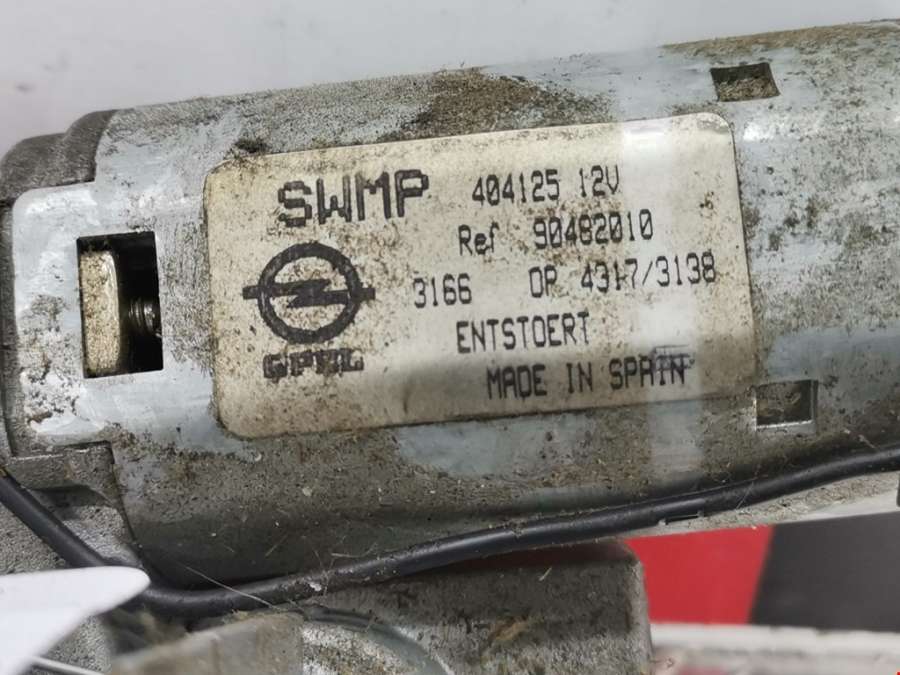 SWMP 404125 12V
Ref 90482010
3166 OP 4317/3138
OPEL
ENTSTOERT
MADE IN SPAIN